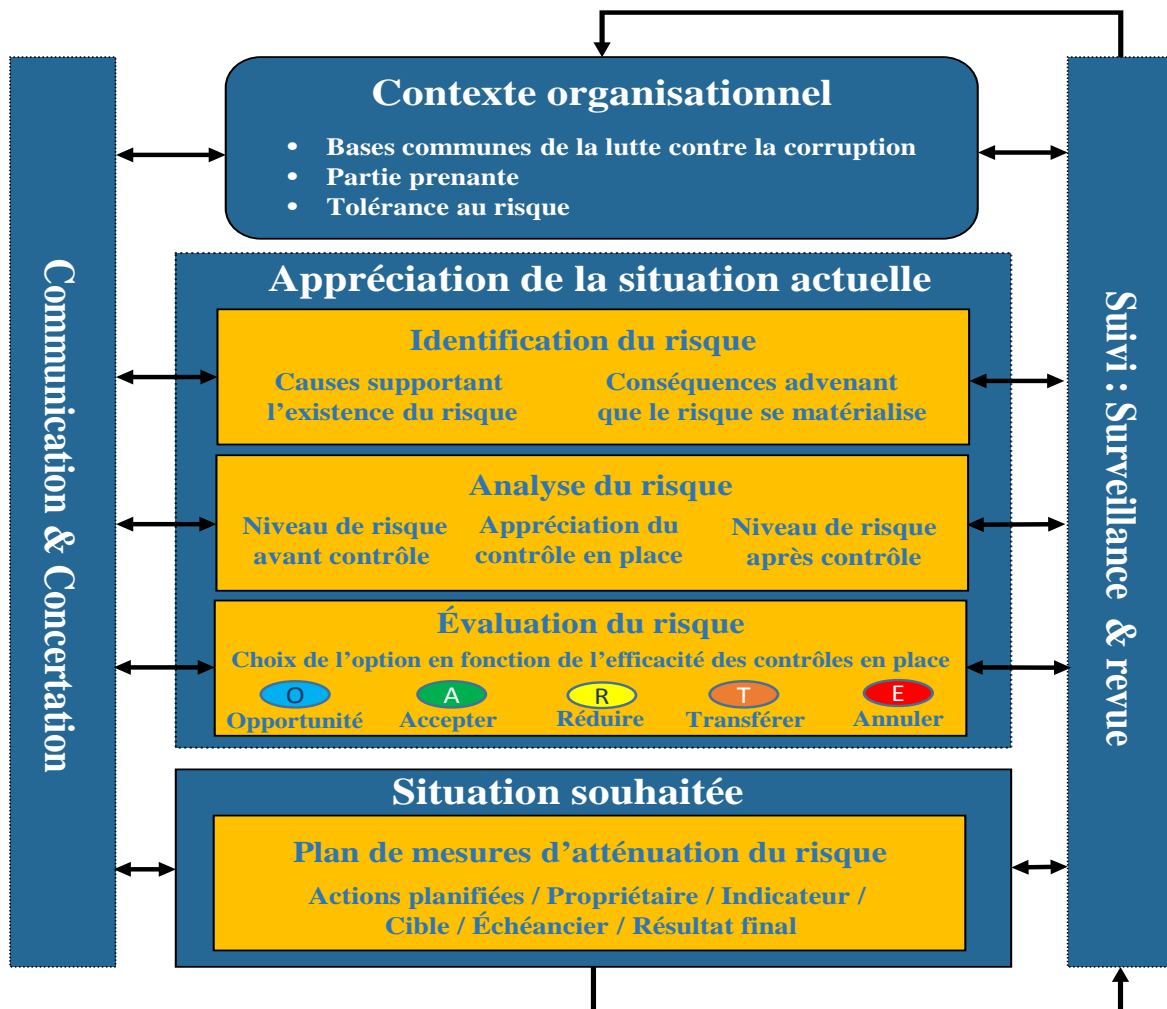 Communication & Concertation
Contexte organisationnel
• Bases communes de la lutte contre la corruption
• Partie prenante
• Tolérance au risque
Appréciation de la situation actuelle
Identification du risque
Causes supportant
l'existence du risque
Conséquences advenant
que le risque se matérialise
Analyse du risque
Niveau de risque
avant contrôle
Appréciation du
contrôle en place
Niveau de risque
après contrôle
Évaluation du risque
Choix de l'option en fonction de l'efficacité des contrôles en place
O
Opportunité
A
Accepter
R
Réduire
T
Transférer
E
Annuler
Situation souhaitée
Plan de mesures d'atténuation du risque
Actions planifiées / Propriétaire / Indicateur /
Cible / Échéancier / Résultat final
Suivi : Surveillance & revue